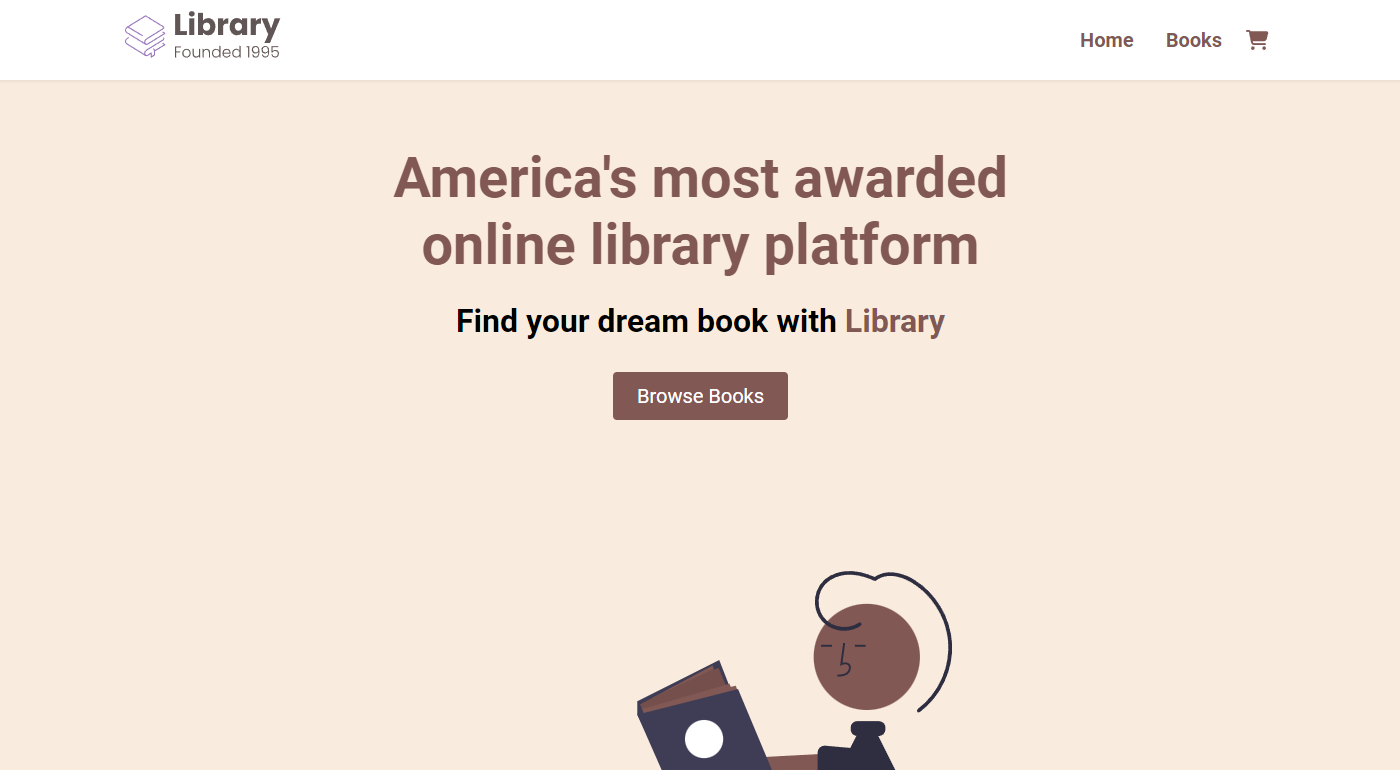 Library
Founded 1995
Home
Books
America's most awarded
online library platform
Find your dream book with Library
Browse Books